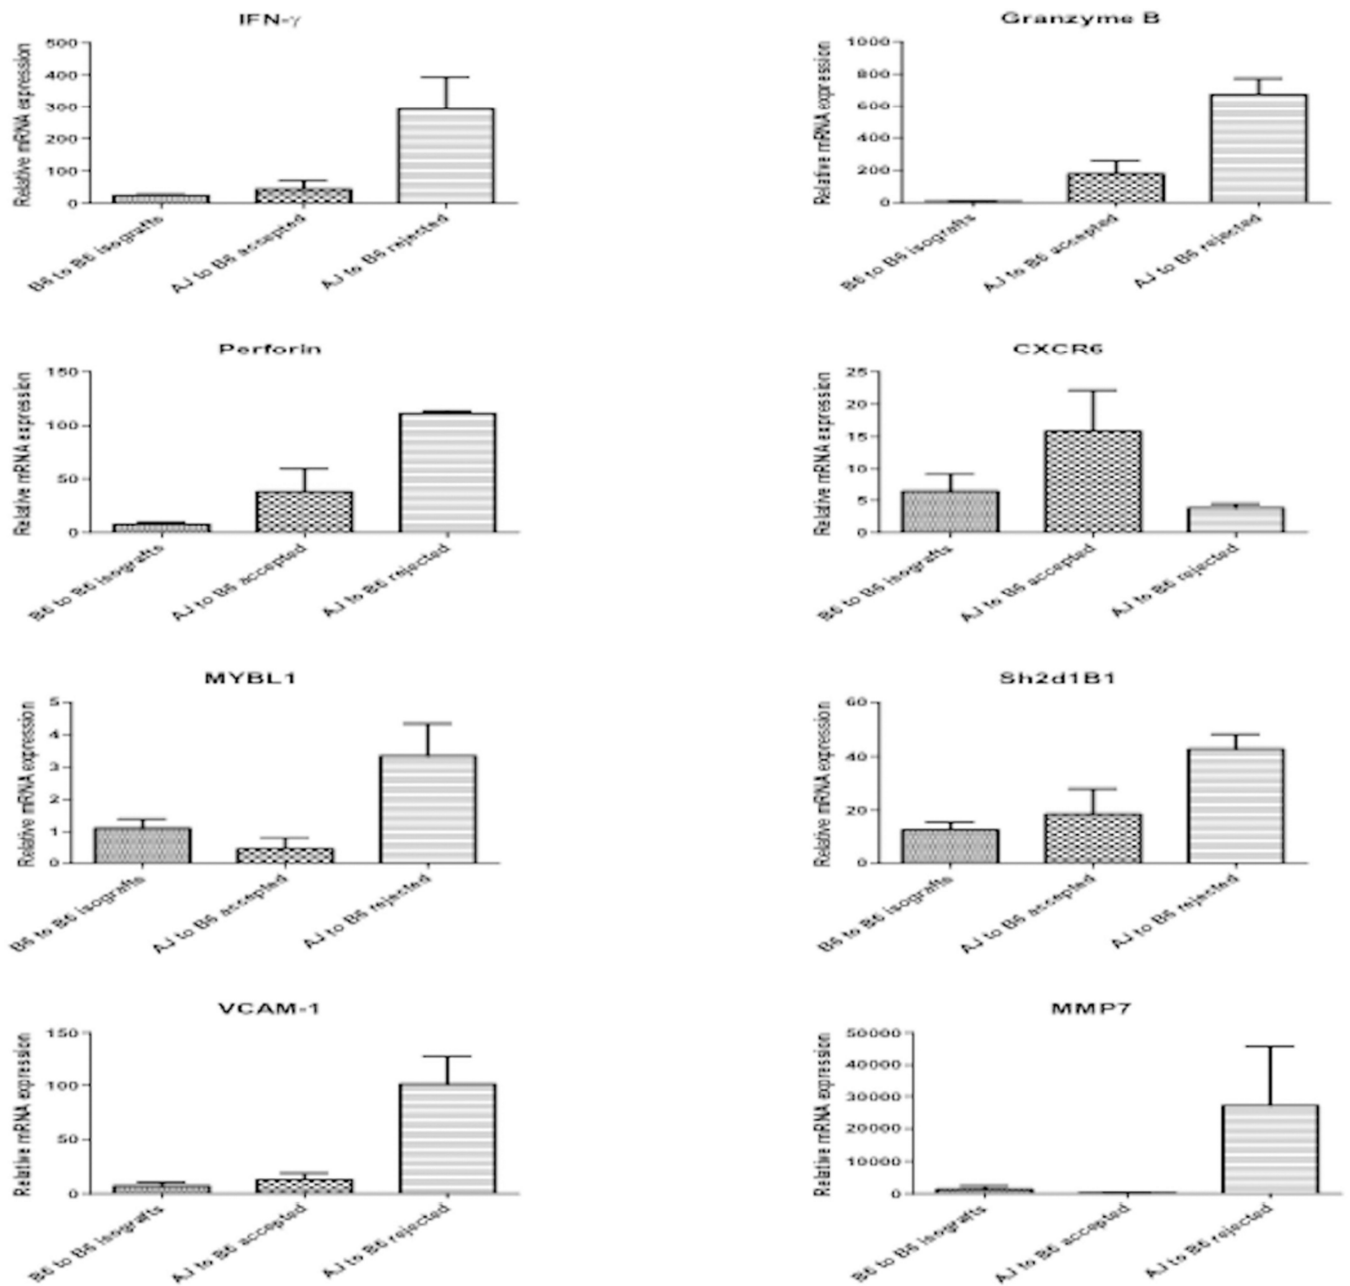 IFN-γ
Relative mRNA expression
500
400
300
200
100
0
B6 to B6 isografts
AJ to B6 accepted
AJ to B6 rejected
Granzyme B
Relative mRNA expression
1000
800
600
400
200
0
B6 to B6 isografts
AJ to B6 accepted
AJ to B6 rejected
Perforin
Relative mRNA expression
150
100
50
0
B6 to B6 isografts
AJ to B6 accepted
AJ to B6 rejected
CXCR6
Relative mRNA expression
25
20
15
10
5
0
B6 to B6 isografts
AJ to B6 accepted
AJ to B6 rejected
MYBL1
Relative mRNA expression
5
4
3
2
1
0
B6 to B6 isografts
AJ to B6 accepted
AJ to B6 rejected
Sh2d1B1
Relative mRNA expression
60
40
20
0
B6 to B6 isografts
AJ to B6 accepted
AJ to B6 rejected
VCAM-1
Relative mRNA expression
150
100
50
0
B6 to B6 isografts
AJ to B6 accepted
AJ to B6 rejected
MMP7
Relative mRNA expression
50000
40000
30000
20000
10000
0
B6 to B6 isografts
AJ to B6 accepted
AJ to B6 rejected